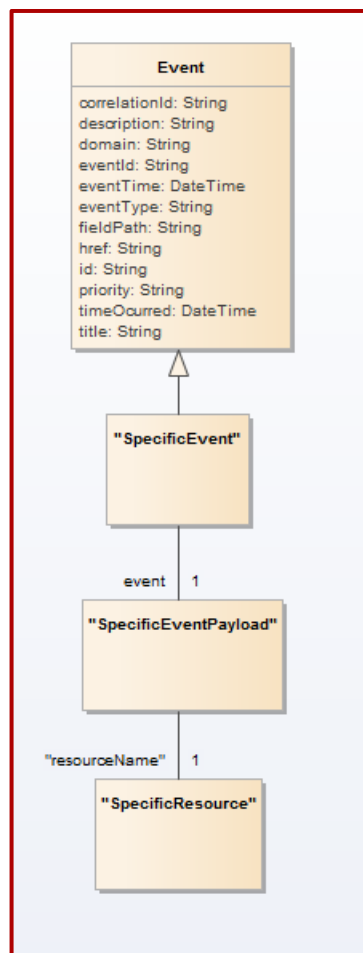 Event
correlationId: String
description: String
domain: String
eventId: String
eventTime: DateTime
eventType: String
fieldPath: String
href: String
id: String
priority: String
timeOcurred: DateTime
title: String
"SpecificEvent"
event 1
"SpecificEventPayload"
"resourceName" 1
"SpecificResource"